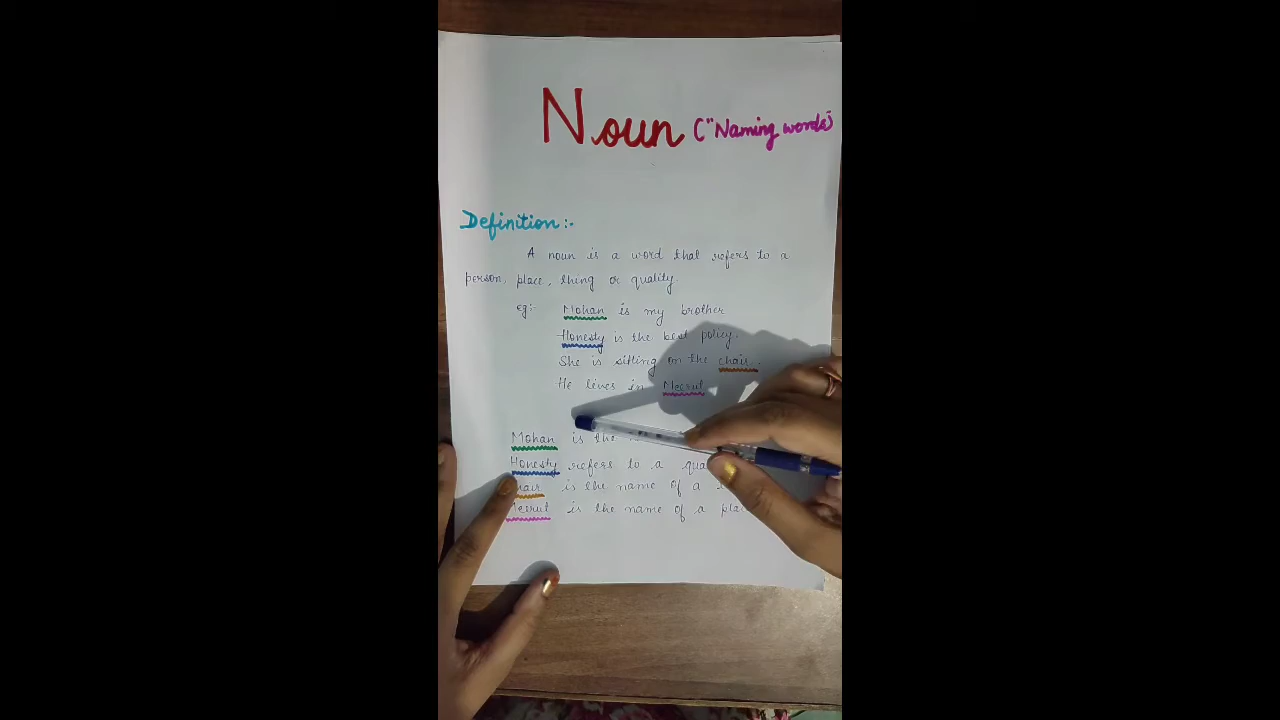 Noun ("Naming words")
Definition:-
A noun is a word that refers to a
person, place, thing or quality.
eg:- Mohan is my brother
Honesty is the best policy.
She is sitting on the chair.
He lives in Meerut
Mohan is the
Honesty refers to a
is the name of a
Meerut is the name of a